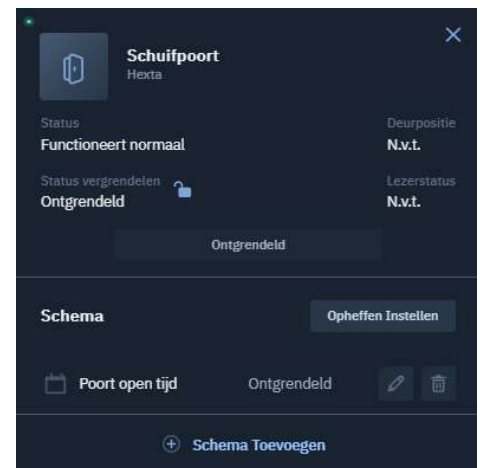 Schuifpoort
Hexta
Status Deurpositie
Functioneert normaal N.v.t.
Status vergrendelen Lezerstatus
Ontgrendeld N.v.t.
Ontgrendeld
Schema Opheffen Instellen
Poort open tijd Ontgrendeld
Schema Toevoegen